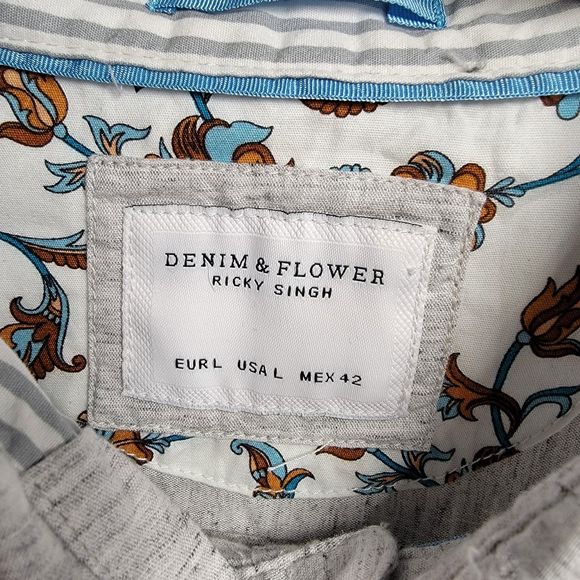 DENIM & FLOWER
RICKY SINGH
EUR L USA L MEX 42